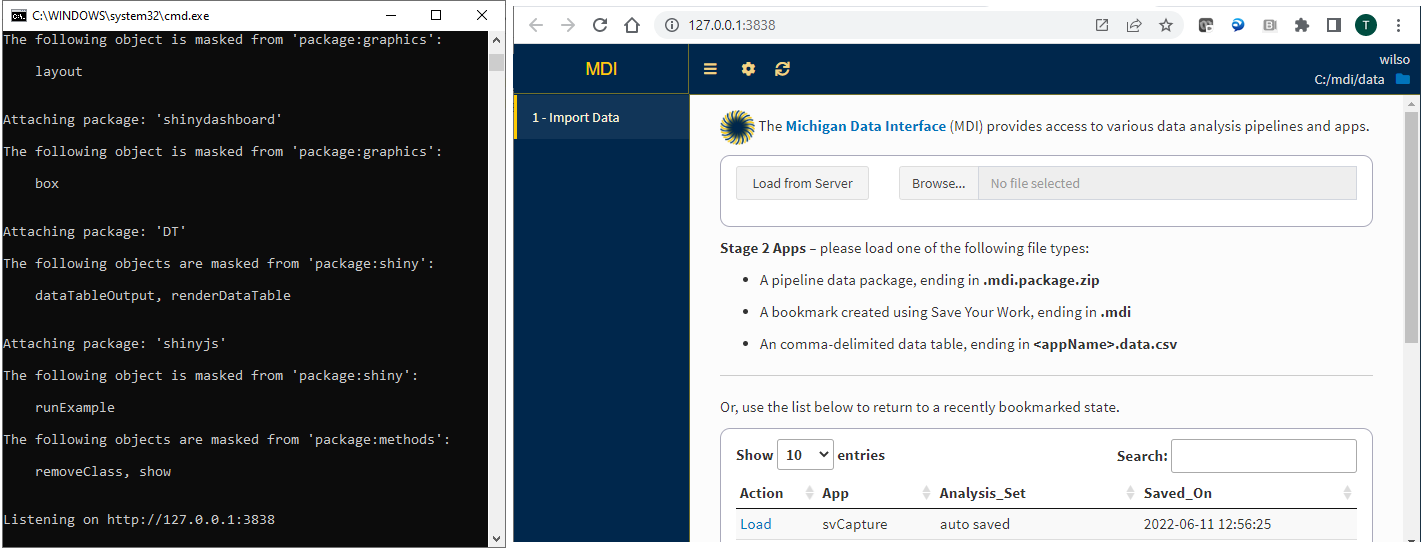 C:\WINDOWS\system32\cmd.exe
The following object is masked from 'package:graphics':
layout
Attaching package: 'shinydashboard'
The following object is masked from 'package:graphics':
box
Attaching package: 'DT'
The following objects are masked from 'package:shiny':
dataTableOutput, renderDataTable
Attaching package: 'shinyjs'
The following object is masked from 'package:shiny':
runExample
The following objects are masked from 'package:methods':
removeClass, show
Listening on http://127.0.0.1:3838
127.0.0.1:3838
T
MDI
wilso
C:/mdi/data
1 - Import Data
The Michigan Data Interface (MDI) provides access to various data analysis pipelines and apps.
Load from Server Browse... No file selected
Stage 2 Apps – please load one of the following file types:
• A pipeline data package, ending in .mdi.package.zip
• A bookmark created using Save Your Work, ending in .mdi
• An comma-delimited data table, ending in <appName>.data.csv
Or, use the list below to return to a recently bookmarked state.
Show 10 entries Search:
Action App Analysis_Set Saved_On
Load svCapture auto saved 2022-06-11 12:56:25